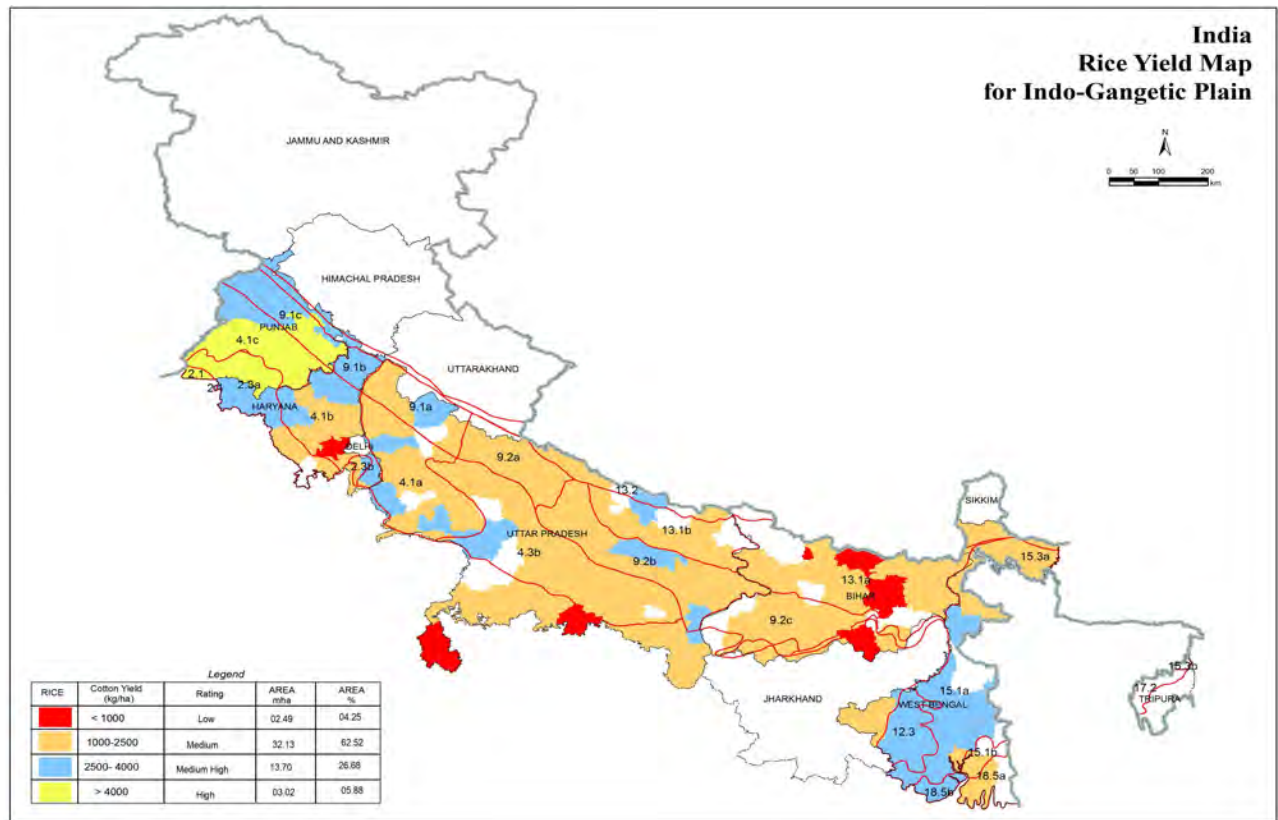 India
Rice Yield Map
for Indo-Gangetic Plain
N
0 50 100 200
km
JAMMU AND KASHMIR
HIMACHAL PRADESH
9.1c
PUNJAB
4.1c
UTTARAKHAND
9.1b
2.1
2.3a
HARYANA
9.1a
4.1b
DELHI
9.2a
2.3b
4.1a
13.2
SIKKIM
13.1b
UTTAR PRADESH
4.3b
9.2b
15.3a
13.1a
BIHAR
9.2c
15.3b
17.2
TRIPURA
JHARKHAND
15.1a
WEST BENGAL
12.3
15.1b
18.5a
18.5b
Legend
RICE Cotton Yield (kg/ha) Rating AREA mha AREA %
< 1000 Low 02.49 04.25
1000-2500 Medium 32.13 62.52
2500- 4000 Medium High 13.70 26.68
> 4000 High 03.02 05.88